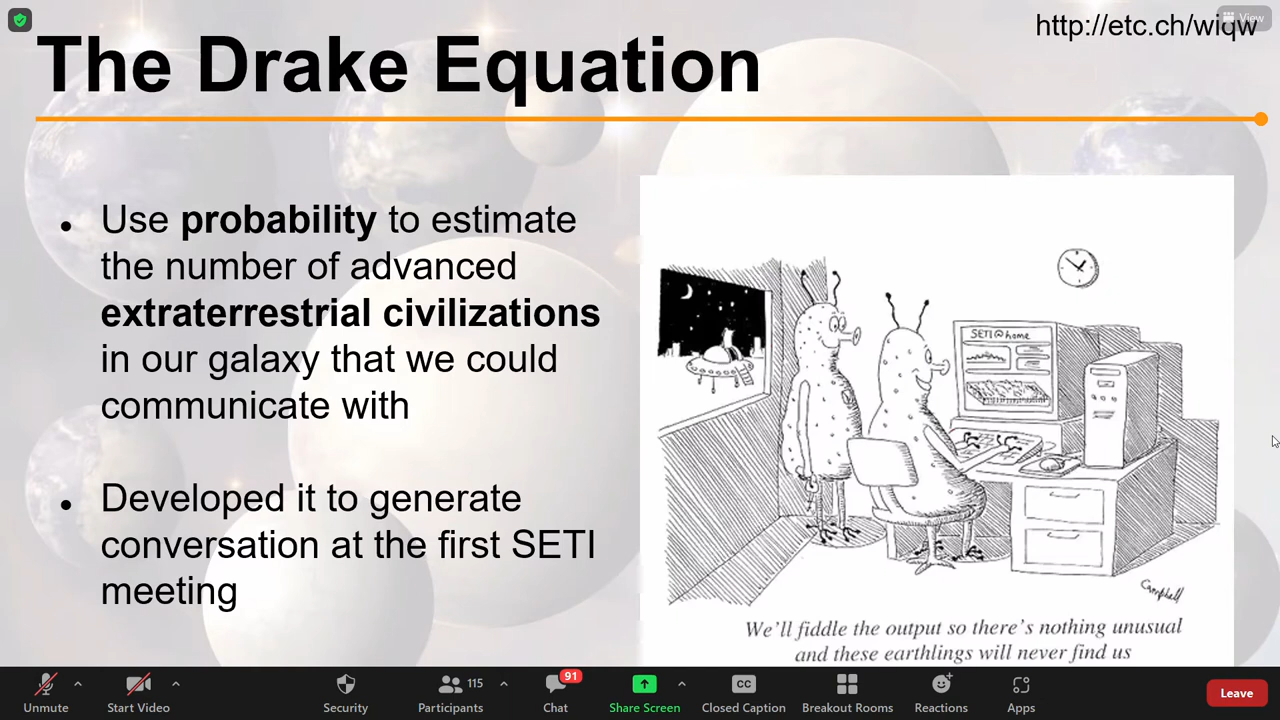 http://etc.ch/wiqw
View
The Drake Equation
● Use probability to estimate
the number of advanced
extraterrestrial civilizations
in our galaxy that we could
communicate with
● Developed it to generate
conversation at the first SETI
meeting
SETI@home
Campbell
We'll fiddle the output so there's nothing unusual
and these earthlings will never find us
Unmute
Start Video
Security
115
Participants
91
Chat
Share Screen
CC
Closed Caption
Breakout Rooms
Reactions
Apps
Leave